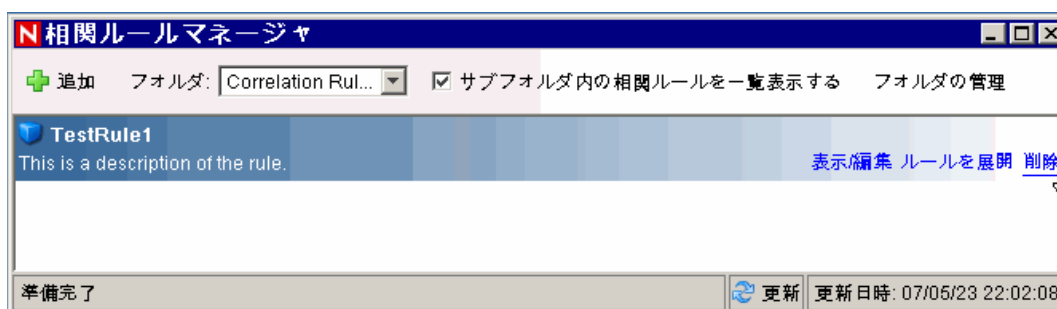 N 相関ルールマネージャ
追加 フォルダ: Correlation Rul... サブフォルダ内の相関ルールを一覧表示する フォルダの管理
TestRule1
This is a description of the rule. 表示/編集 ルールを展開 削除
準備完了 更新 更新日時: 07/05/23 22:02:08